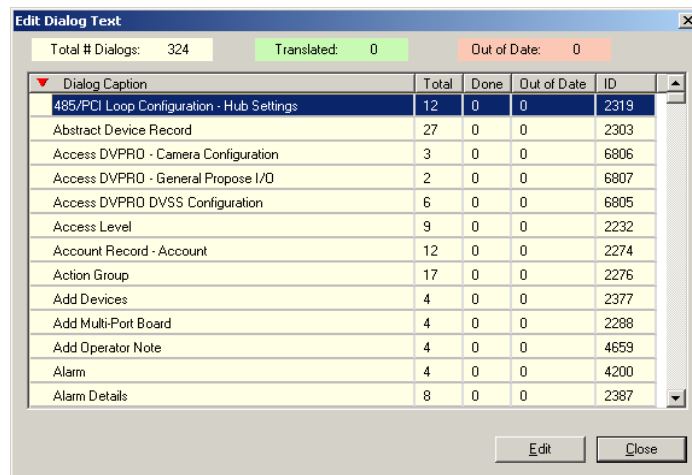 Edit Dialog Text
Total # Dialogs: 324 Translated: 0 Out of Date: 0
Dialog Caption Total Done Out of Date ID
485/PCI Loop Configuration - Hub Settings 12 0 0 2319
Abstract Device Record 27 0 0 2303
Access DVPRO - Camera Configuration 3 0 0 6806
Access DVPRO - General Propose I/O 2 0 0 6807
Access DVPRO DVSS Configuration 6 0 0 6805
Access Level 9 0 0 2232
Account Record - Account 12 0 0 2274
Action Group 17 0 0 2276
Add Devices 4 0 0 2377
Add Multi-Port Board 4 0 0 2288
Add Operator Note 4 0 0 4659
Alarm 4 0 0 4200
Alarm Details 8 0 0 2387
Edit Close